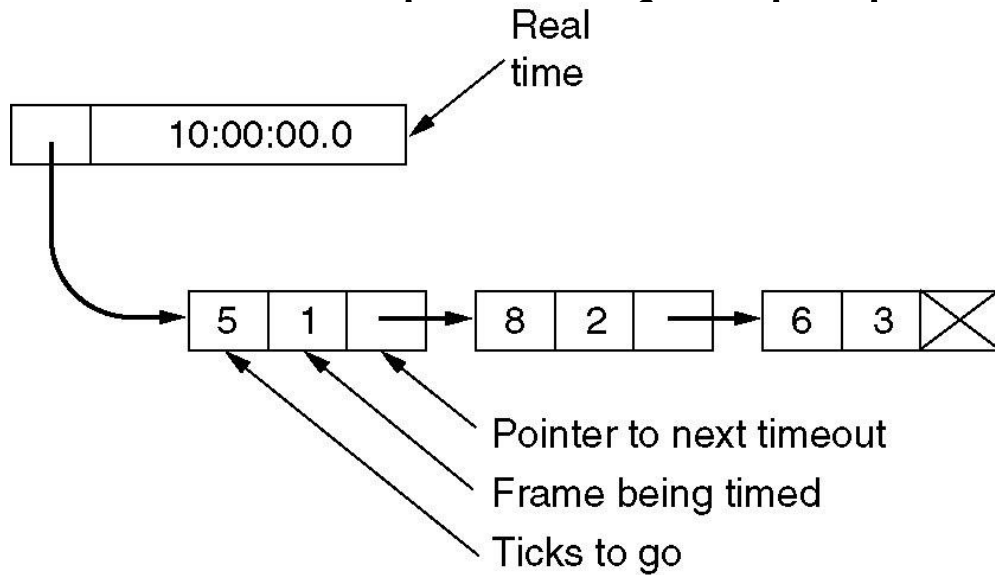 Real
time
10:00:00.0
5 1 8 2 6 3
Pointer to next timeout
Frame being timed
Ticks to go